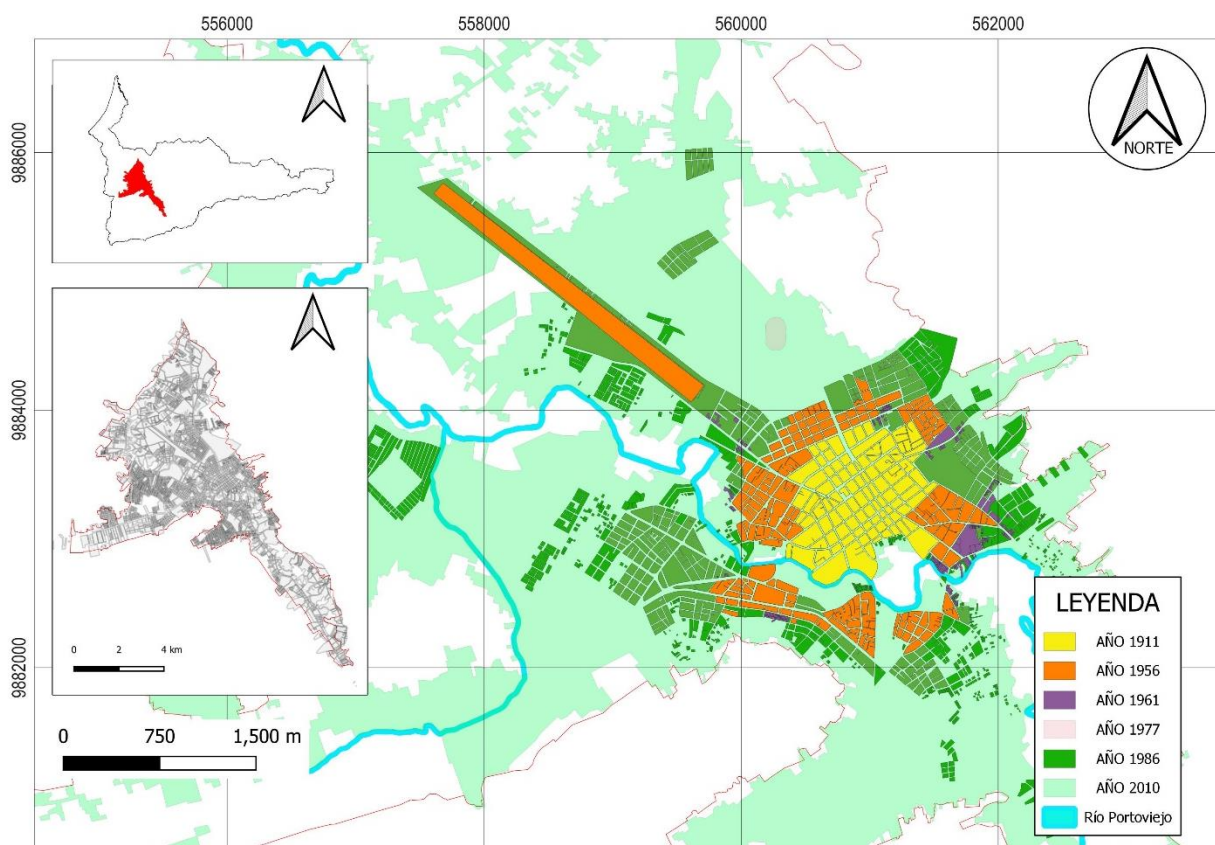 556000
558000
560000
562000
9886000
9884000
9882000
NORTE
0 2 4 km
0 750 1,500 m
LEYENDA
AÑO 1911
AÑO 1956
AÑO 1961
AÑO 1977
AÑO 1986
AÑO 2010
Río Portoviejo